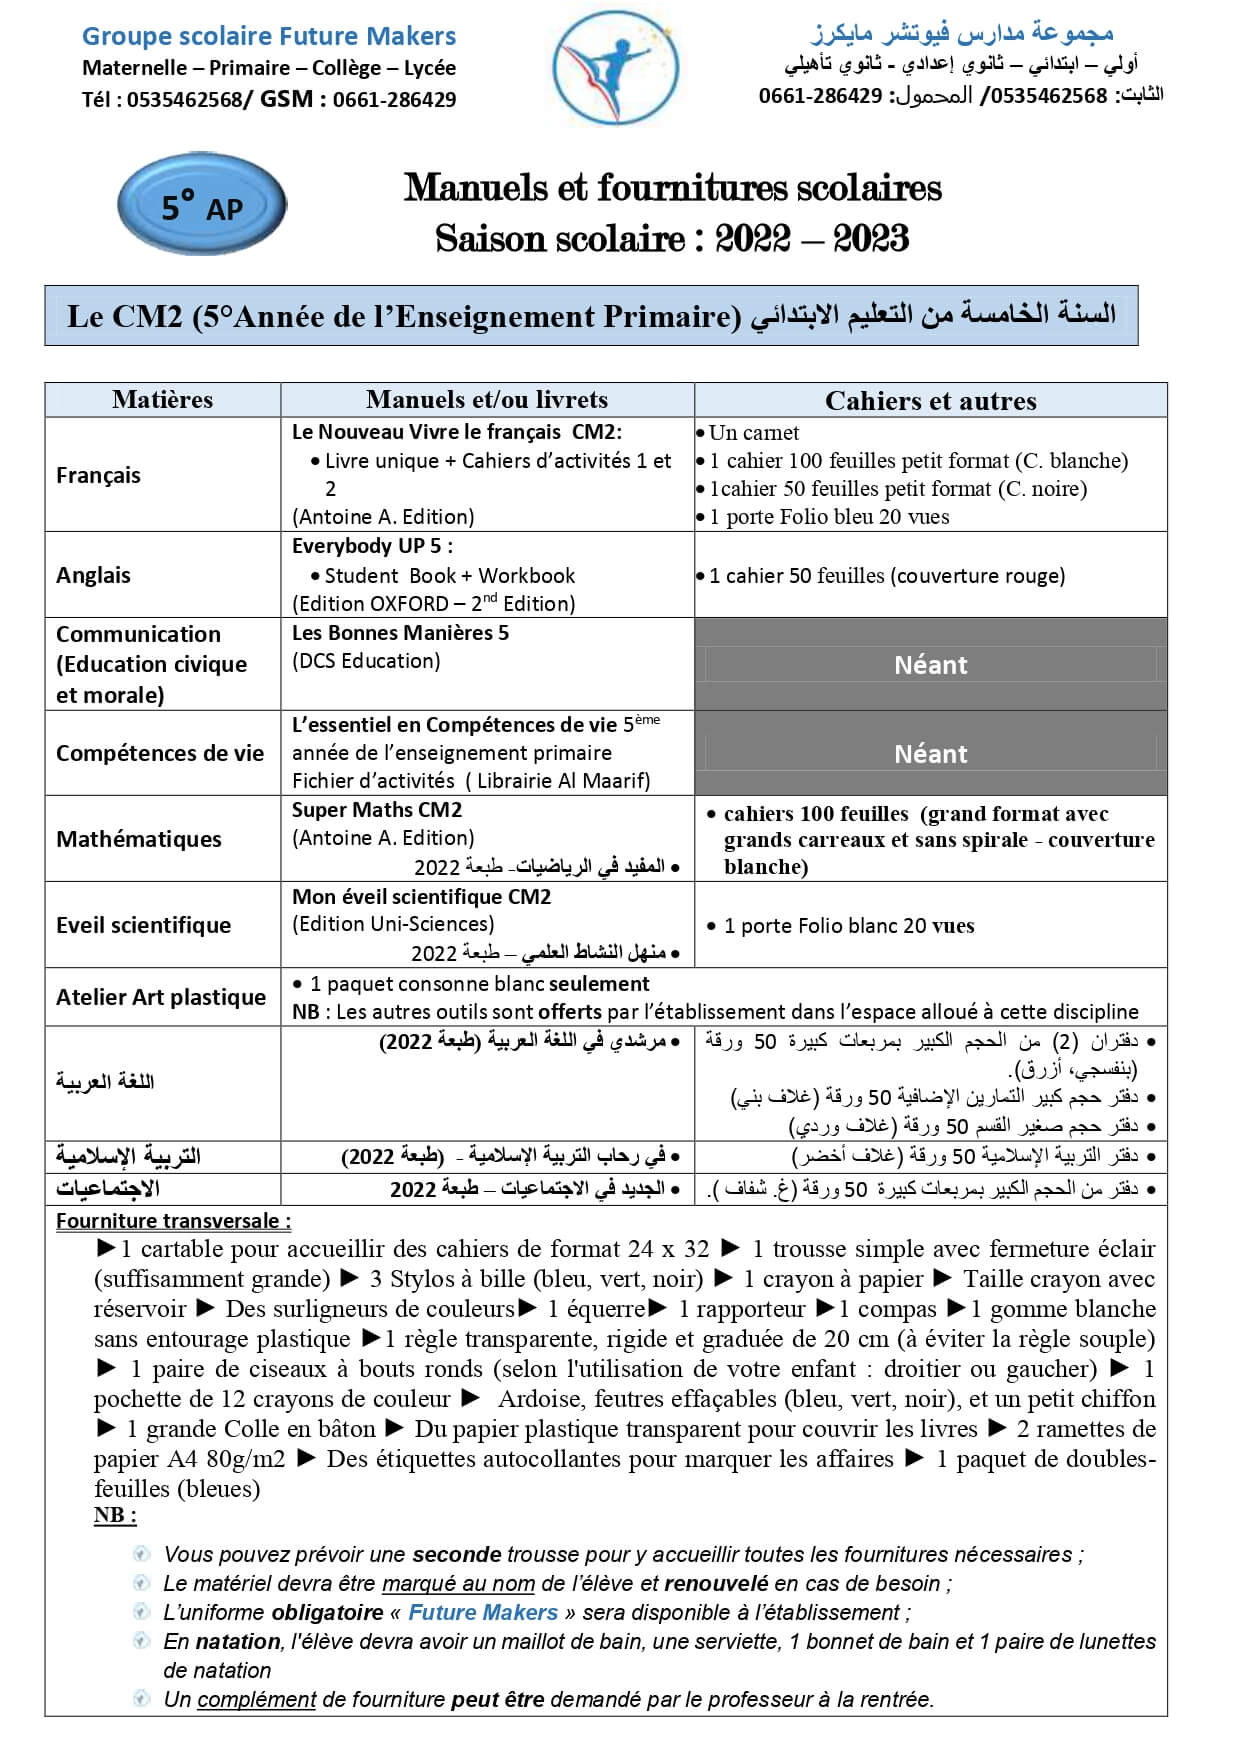 Groupe scolaire Future Makers
Maternelle – Primaire – Collège – Lycée
Tél : 0535462568/ GSM : 0661-286429
مجموعة مدارس فيوتشر مايكرز
أولي – ابتدائي – ثانوي إعدادي - ثانوي تأهيلي
الثابت: 0535462568/ المحمول: 0661-286429
5° AP
Manuels et fournitures scolaires
Saison scolaire : 2022 – 2023
Le CM2 (5°Année de l’Enseignement Primaire) السنة الخامسة من التعليم الابتدائي
Matières
Manuels et/ou livrets
Cahiers et autres
Français
Le Nouveau Vivre le français CM2:
• Livre unique + Cahiers d’activités 1 et
2
(Antoine A. Edition)
• Un carnet
• 1 cahier 100 feuilles petit format (C. blanche)
• 1cahier 50 feuilles petit format (C. noire)
• 1 porte Folio bleu 20 vues
Anglais
Everybody UP 5 :
• Student Book + Workbook
(Edition OXFORD – 2nd Edition)
• 1 cahier 50 feuilles (couverture rouge)
Communication
(Education civique
et morale)
Les Bonnes Manières 5
(DCS Education)
Néant
Compétences de vie
L’essentiel en Compétences de vie 5ème
année de l’enseignement primaire
Fichier d’activités ( Librairie Al Maarif)
Néant
Mathématiques
Super Maths CM2
(Antoine A. Edition)
• المفيد في الرياضيات- طبعة 2022
• cahiers 100 feuilles (grand format avec
grands carreaux et sans spirale - couverture
blanche)
Eveil scientifique
Mon éveil scientifique CM2
(Edition Uni-Sciences)
• منهل النشاط العلمي – طبعة 2022
• 1 porte Folio blanc 20 vues
Atelier Art plastique
• 1 paquet consonne blanc seulement
NB : Les autres outils sont offerts par l’établissement dans l’espace alloué à cette discipline
اللغة العربية
• مرشدي في اللغة العربية (طبعة 2022)
• دفتران (2) من الحجم الكبير بمربعات كبيرة 50 ورقة
(بنفسجي، أزرق).
• دفتر حجم كبير التمارين الإضافية 50 ورقة (غلاف بني)
• دفتر حجم صغير القسم 50 ورقة (غلاف وردي)
التربية الإسلامية
• في رحاب التربية الإسلامية - (طبعة 2022)
• دفتر التربية الإسلامية 50 ورقة (غلاف أخضر)
الاجتماعيات
• الجديد في الاجتماعيات – طبعة 2022
• دفتر من الحجم الكبير بمربعات كبيرة 50 ورقة (غ. شفاف ).
Fourniture transversale :
►1 cartable pour accueillir des cahiers de format 24 x 32 ► 1 trousse simple avec fermeture éclair
(suffisamment grande) ► 3 Stylos à bille (bleu, vert, noir) ► 1 crayon à papier ► Taille crayon avec
réservoir ► Des surligneurs de couleurs► 1 équerre► 1 rapporteur ►1 compas ►1 gomme blanche
sans entourage plastique ►1 règle transparente, rigide et graduée de 20 cm (à éviter la règle souple)
► 1 paire de ciseaux à bouts ronds (selon l'utilisation de votre enfant : droitier ou gaucher) ► 1
pochette de 12 crayons de couleur ► Ardoise, feutres effaçables (bleu, vert, noir), et un petit chiffon
► 1 grande Colle en bâton ► Du papier plastique transparent pour couvrir les livres ► 2 ramettes de
papier A4 80g/m2 ► Des étiquettes autocollantes pour marquer les affaires ► 1 paquet de doubles-
feuilles (bleues)
NB :
Vous pouvez prévoir une seconde trousse pour y accueillir toutes les fournitures nécessaires ;
Le matériel devra être marqué au nom de l’élève et renouvelé en cas de besoin ;
L’uniforme obligatoire « Future Makers » sera disponible à l’établissement ;
En natation, l'élève devra avoir un maillot de bain, une serviette, 1 bonnet de bain et 1 paire de lunettes
de natation
Un complément de fourniture peut être demandé par le professeur à la rentrée.